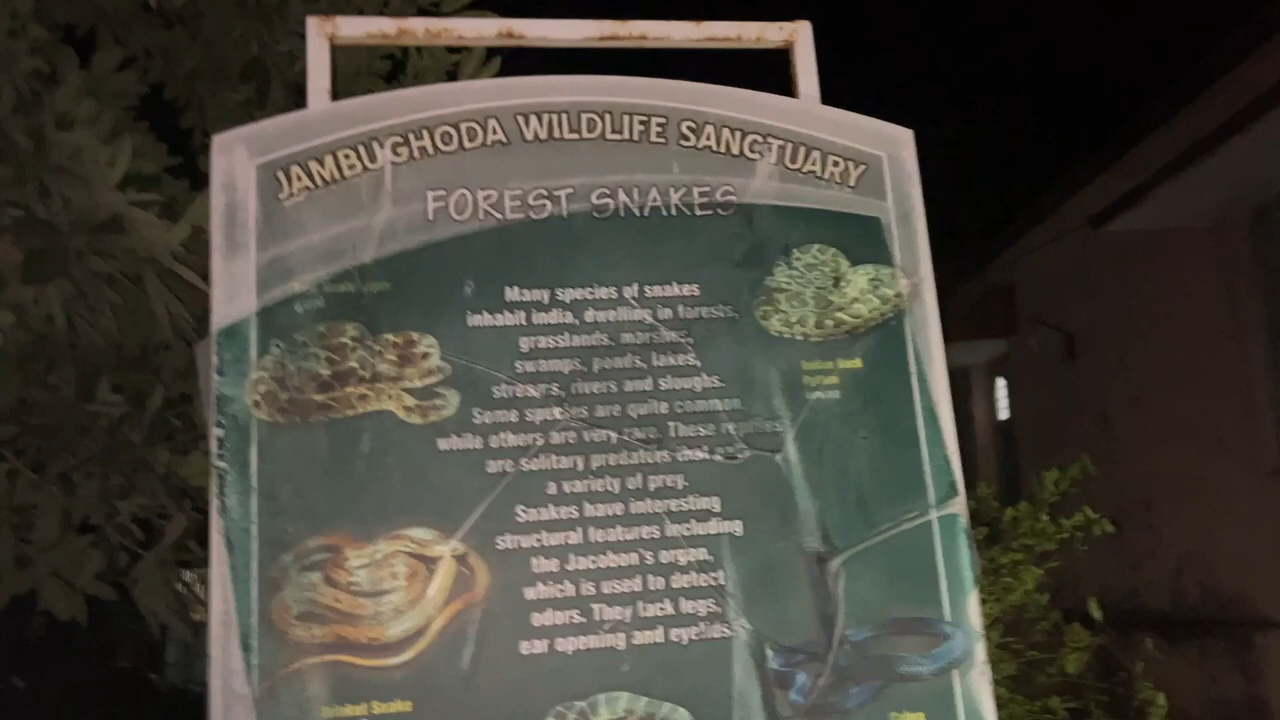 JAMBUGHODA WILDLIFE SANCTUARY
FOREST SNAKES
Many species of snakes
inhabit india, dwelling in forests,
grasslands, marshes,
swamps, ponds, lakes,
streams, rivers and sloughs.
Some species are quite common
while others are very rare. These reptiles
are solitary predators that
a variety of prey.
Snakes have interesting
structural features including
the Jacobon's organ,
which is used to detect
odors. They lack legs,
ear opening and eyelids.
Indian Rock
Python
Snake